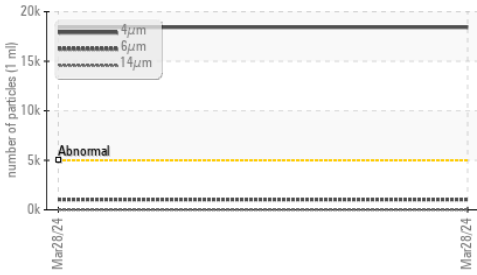 number of particles (1 ml)
20k
15k
10k
5k
0k
4µm
6µm
14µm
Abnormal
Mar28/24
Mar28/24